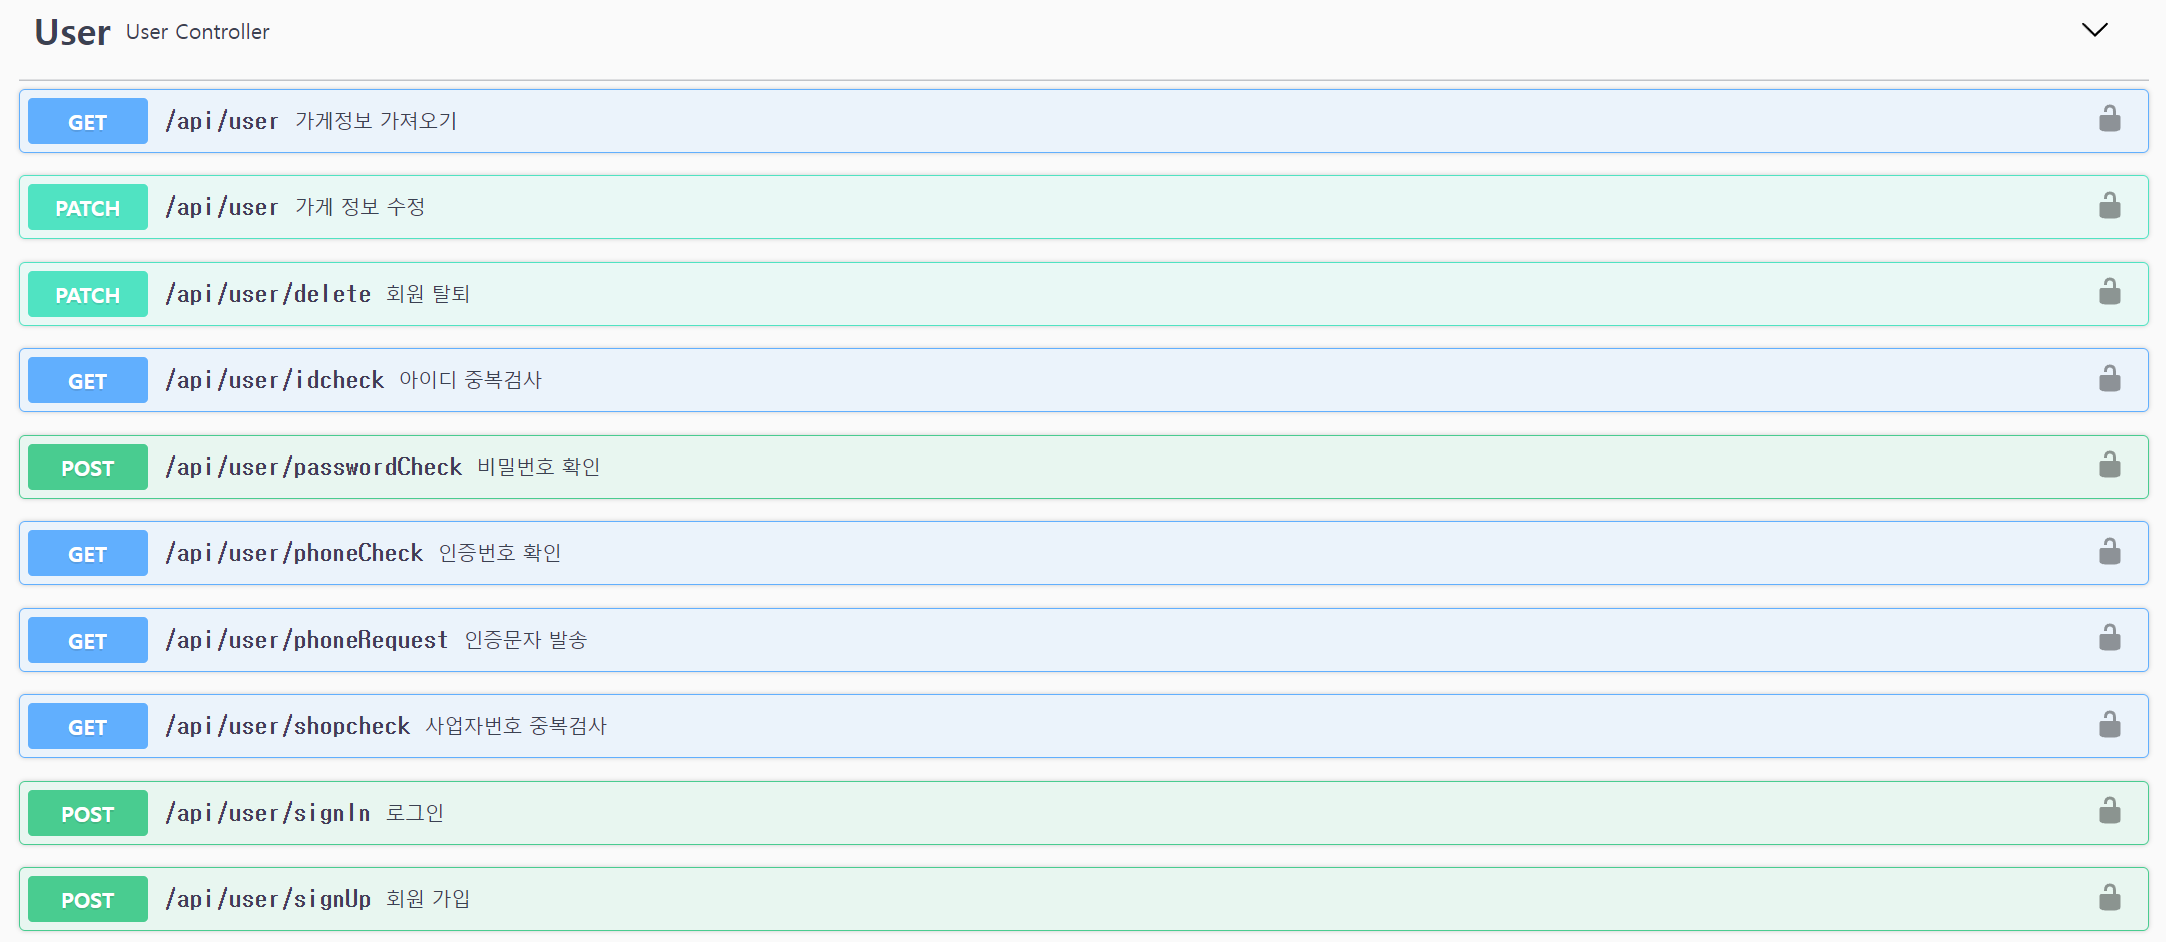 User User Controller
GET /api/user 가게정보 가져오기
PATCH /api/user 가게 정보 수정
PATCH /api/user/delete 회원 탈퇴
GET /api/user/idcheck 아이디 중복검사
POST /api/user/passwordCheck 비밀번호 확인
GET /api/user/phoneCheck 인증번호 확인
GET /api/user/phoneRequest 인증문자 발송
GET /api/user/shopcheck 사업자번호 중복검사
POST /api/user/signIn 로그인
POST /api/user/signUp 회원 가입